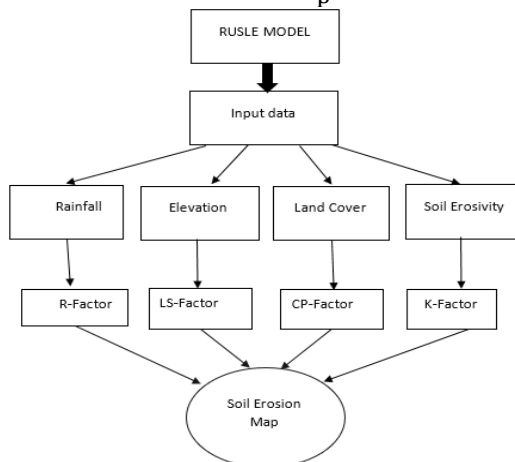 RUSLE MODEL
Input data
Rainfall
Elevation
Land Cover
Soil Erosivity
R-Factor
LS-Factor
CP-Factor
K-Factor
Soil Erosion
Map